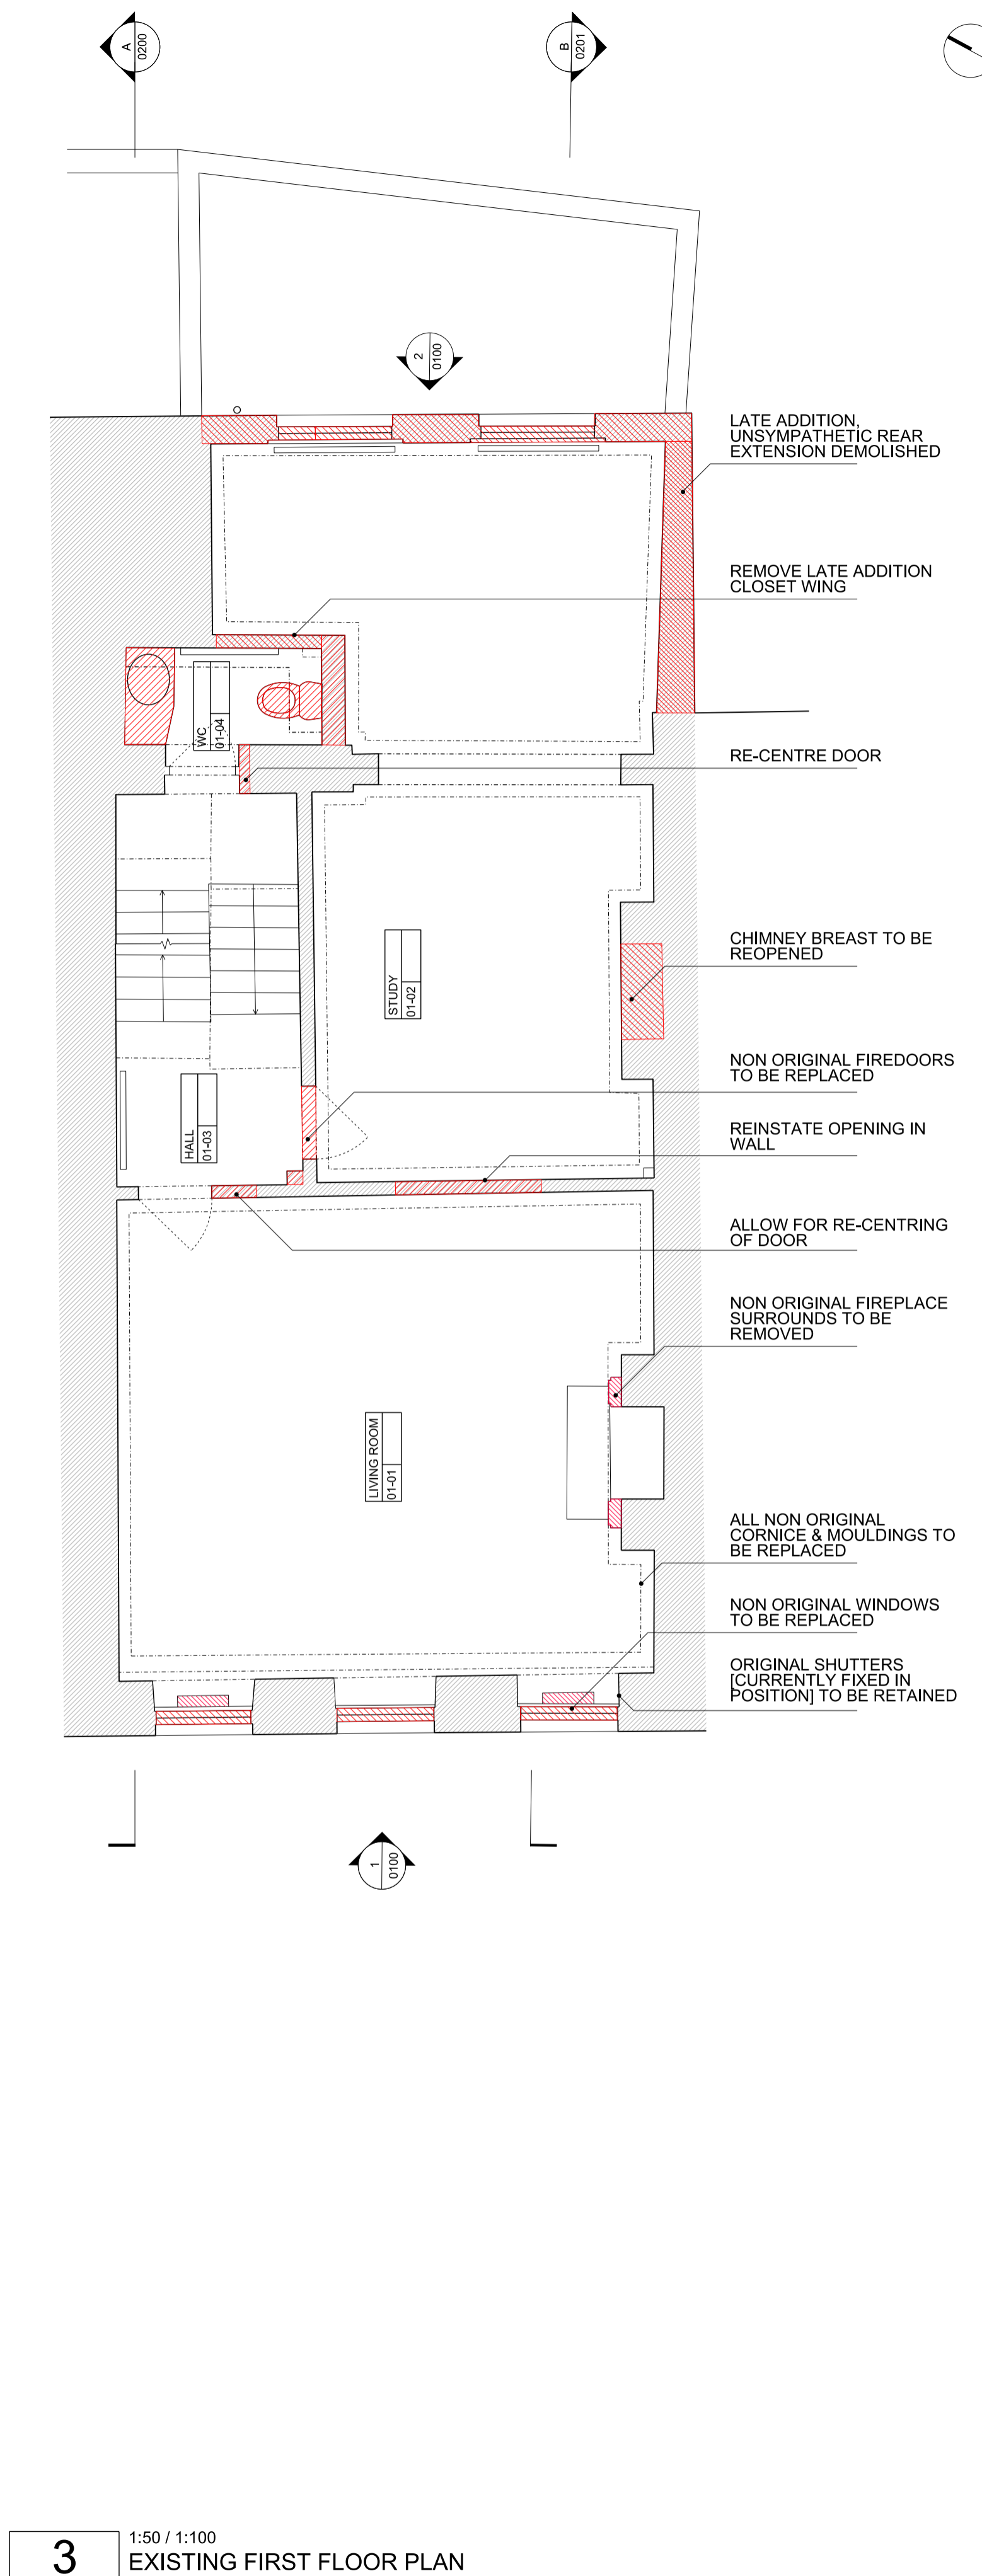 A
0200
B
0201
2
0100
LATE ADDITION,
UNSYMPATHETIC REAR
EXTENSION DEMOLISHED
REMOVE LATE ADDITION
CLOSET WING
WC
01-04
RE-CENTRE DOOR
STUDY
01-02
CHIMNEY BREAST TO BE
REOPENED
NON ORIGINAL FIREDOORS
TO BE REPLACED
HALL
01-03
REINSTATE OPENING IN
WALL
ALLOW FOR RE-CENTRING
OF DOOR
NON ORIGINAL FIREPLACE
SURROUNDS TO BE
REMOVED
LIVING ROOM
01-01
ALL NON ORIGINAL
CORNICE & MOULDINGS TO
BE REPLACED
NON ORIGINAL WINDOWS
TO BE REPLACED
ORIGINAL SHUTTERS
[CURRENTLY FIXED IN
POSITION] TO BE RETAINED
1
0100
3
1:50 / 1:100
EXISTING FIRST FLOOR PLAN